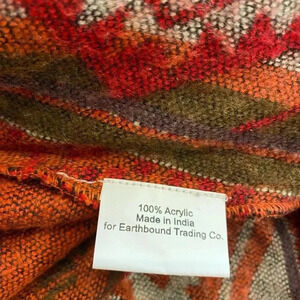 100% Acrylic
Made in India
for Earthbound Trading Co.